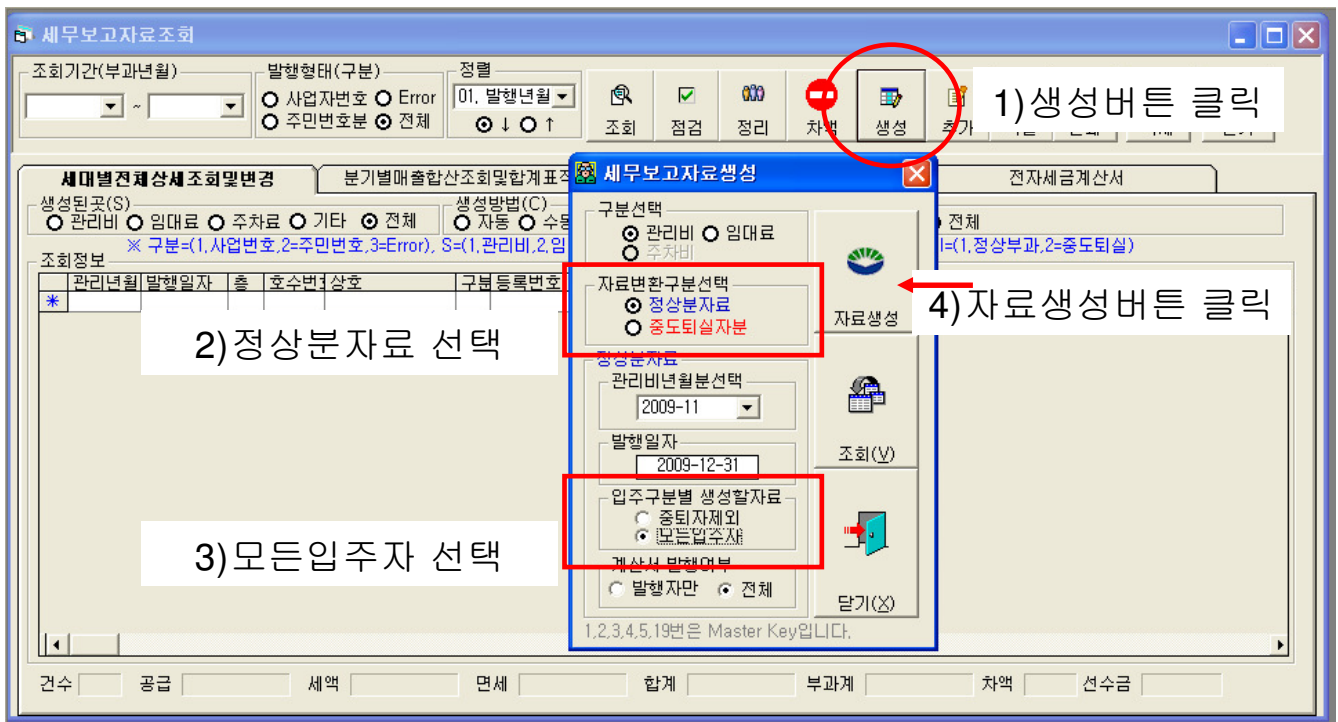 세무보고자료조회
조회기간(부과년월)
~
발행형태(구분)
사업자번호 Error
주민번호분 전체
정렬
01. 발행년월
↓ ↑
조회 점검 정리 차액 생성 추가
1)생성버튼 클릭
세대별전체상세조회및변경
분기별매출합산조회및합계표작
전자세금계산서
생성된곳(S)
관리비 임대료 주차료 기타 전체
생성방법(C)
자동 수동
전체
※ 구분=(1.사업번호,2=주민번호,3=Error), S=(1.관리비,2.임
I=(1.정상부과,2=중도퇴실)
조회정보
관리년월 발행일자 층 호수번호 상호 구분 등록번호
*
2)정상분자료 선택
3)모든입주자 선택
세무보고자료생성
구분선택
관리비 임대료
주차비
자료변환구분선택
정상분자료
중도퇴실자분
정상분자료
관리비년월분선택
2009-11
발행일자
2009-12-31
입주구분별 생성할자료
중퇴자제외
모든입주자
계산서 발행여부
발행자만 전체
1,2,3,4,5,19번은 Master Key입니다.
자료생성
조회(V)
닫기(X)
4)자료생성버튼 클릭
건수 공급 세액 면세 합계 부과계 차액 선수금